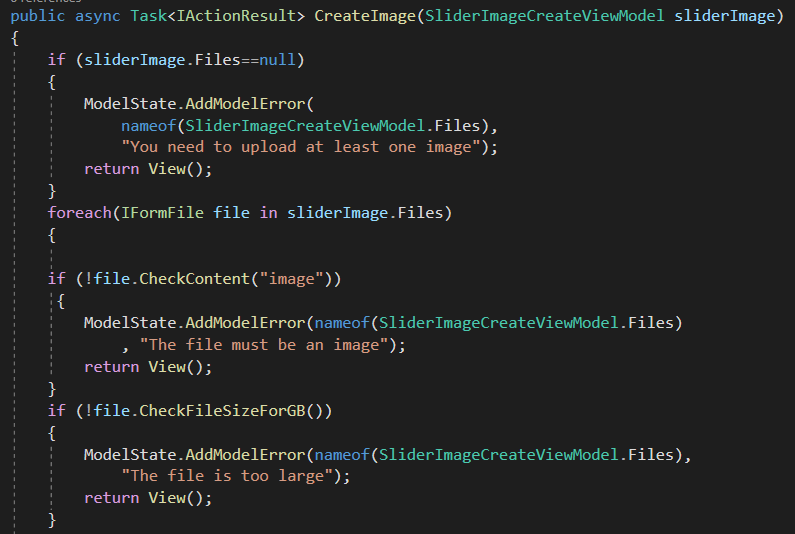 public async Task<IActionResult> CreateImage(SliderImageCreateViewModel sliderImage)
{
if (sliderImage.Files==null)
{
ModelState.AddModelError(
nameof(SliderImageCreateViewModel.Files),
"You need to upload at least one image");
return View();
}
foreach(IFormFile file in sliderImage.Files)
{
if (!file.CheckContent("image"))
{
ModelState.AddModelError(nameof(SliderImageCreateViewModel.Files)
, "The file must be an image");
return View();
}
if (!file.CheckFileSizeForGB())
{
ModelState.AddModelError(nameof(SliderImageCreateViewModel.Files),
"The file is too large");
return View();
}